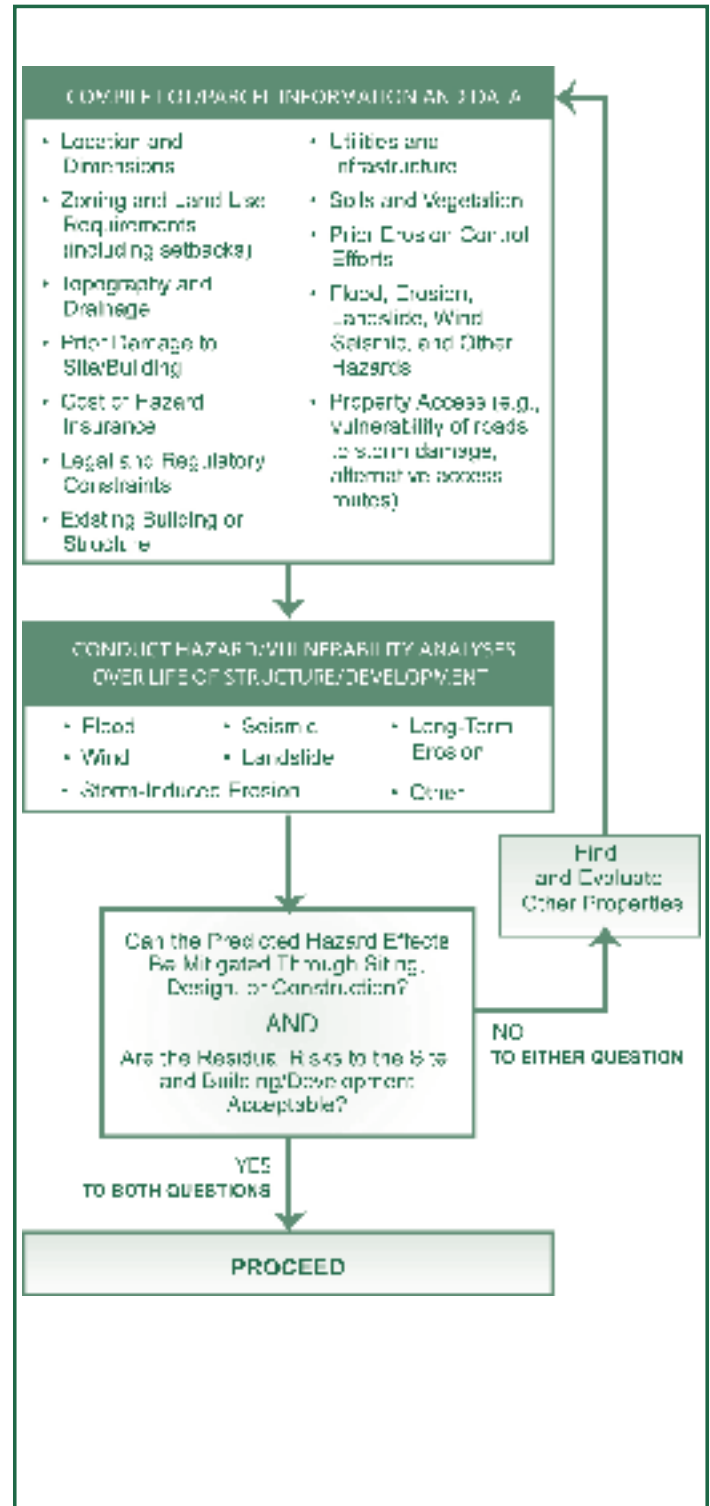 COMPILE LOT/PARCEL INFORMATION AND DATA
• Location and
Dimensions
• Zoning and Land Use
Requirements
(including setbacks)
• Topography and
Drainage
• Prior Damage to
Site/Building
• Cost of Hazard
Insurance
• Legal and Regulatory
Constraints
• Existing Building or
Structure
• Utilities and
Infrastructure
• Soils and Vegetation
• Prior Erosion Control
Efforts
• Flood, Erosion,
Landslide, Wind
Seismic, and Other
Hazards
• Property Access (e.g.,
vulnerability of roads
to storm damage,
alternative access
routes)
CONDUCT HAZARD/VULNERABILITY ANALYSES
OVER LIFE OF STRUCTURE/DEVELOPMENT
• Flood
• Seismic
• Long-Term
Erosion
• Wind
• Landslide
• Storm-Induced Erosion
• Other
Find
and Evaluate
Other Properties
Can the Predicted Hazard Effects
Be Mitigated Through Siting,
Design, or Construction?
AND
Are the Residual Risks to the Site
and Building/Development
Acceptable?
NO
TO EITHER QUESTION
YES
TO BOTH QUESTIONS
PROCEED